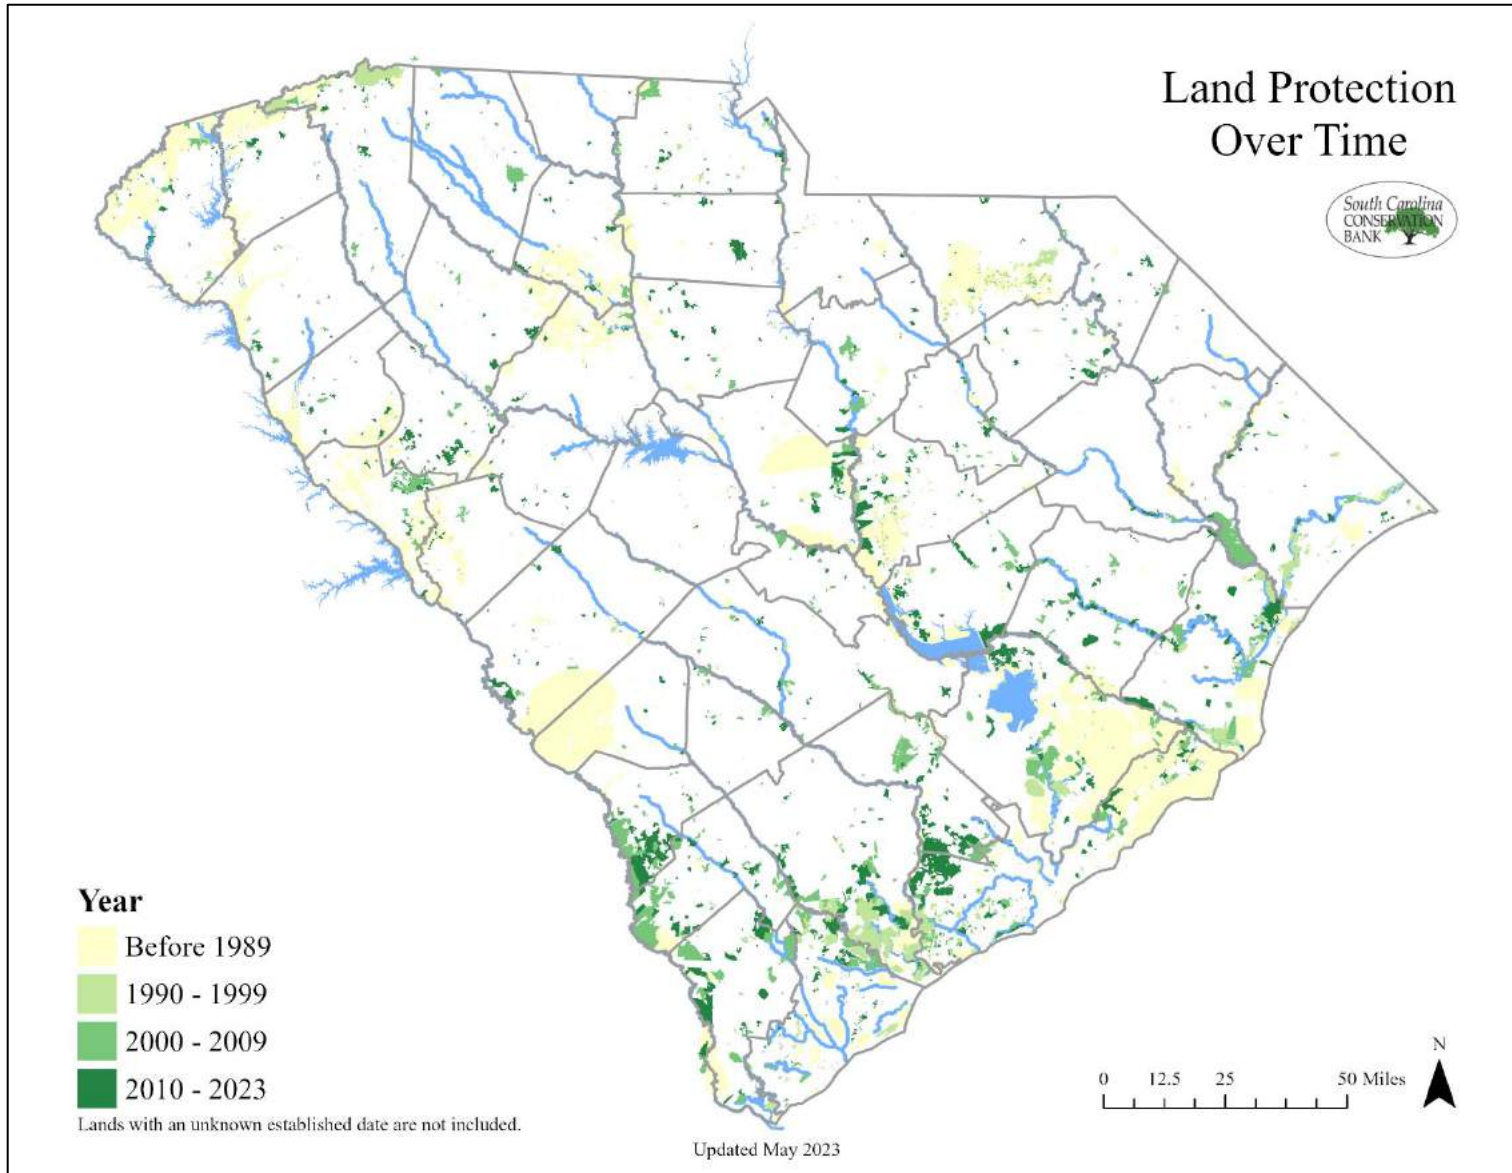 Land Protection
Over Time
South Carolina
CONSERVATION
BANK
Year
Before 1989
1990 - 1999
2000 - 2009
2010 - 2023
Lands with an unknown established date are not included.
Updated May 2023
0 12.5 25 50 Miles
N